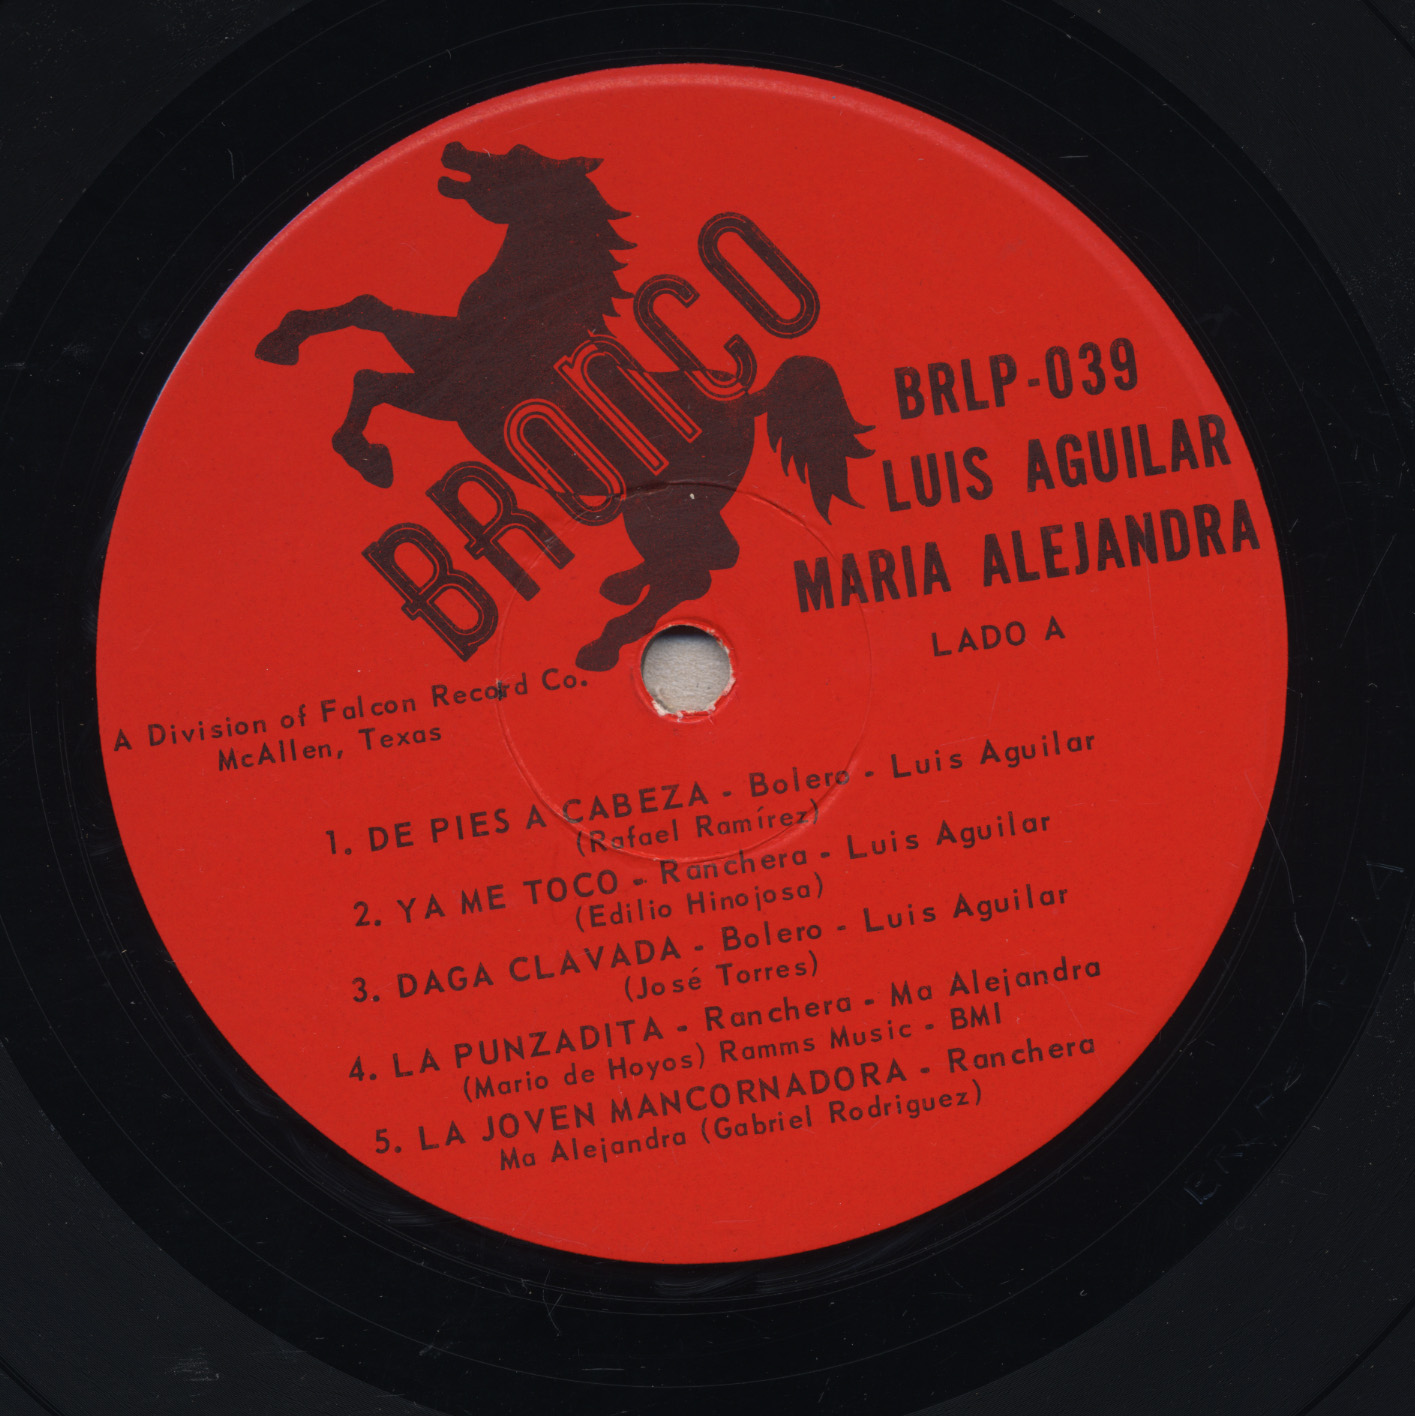 BRONCO
BRLP-039
LUIS AGUILAR
MARIA ALEJANDRA
LADO A
A Division of Falcon Record Co.
McAllen, Texas
1. DE PIES A CABEZA - Bolero - Luis Aguilar
(Rafael Ramírez)
2. YA ME TOCO - Ranchera - Luis Aguilar
(Edilio Hinojosa)
3. DAGA CLAVADA - Bolero - Luis Aguilar
(José Torres)
4. LA PUNZADITA - Ranchera - Ma Alejandra
(Mario de Hoyos) Ramms Music - BMI
5. LA JOVEN MANCORNADORA - Ranchera
Ma Alejandra (Gabriel Rodriguez)